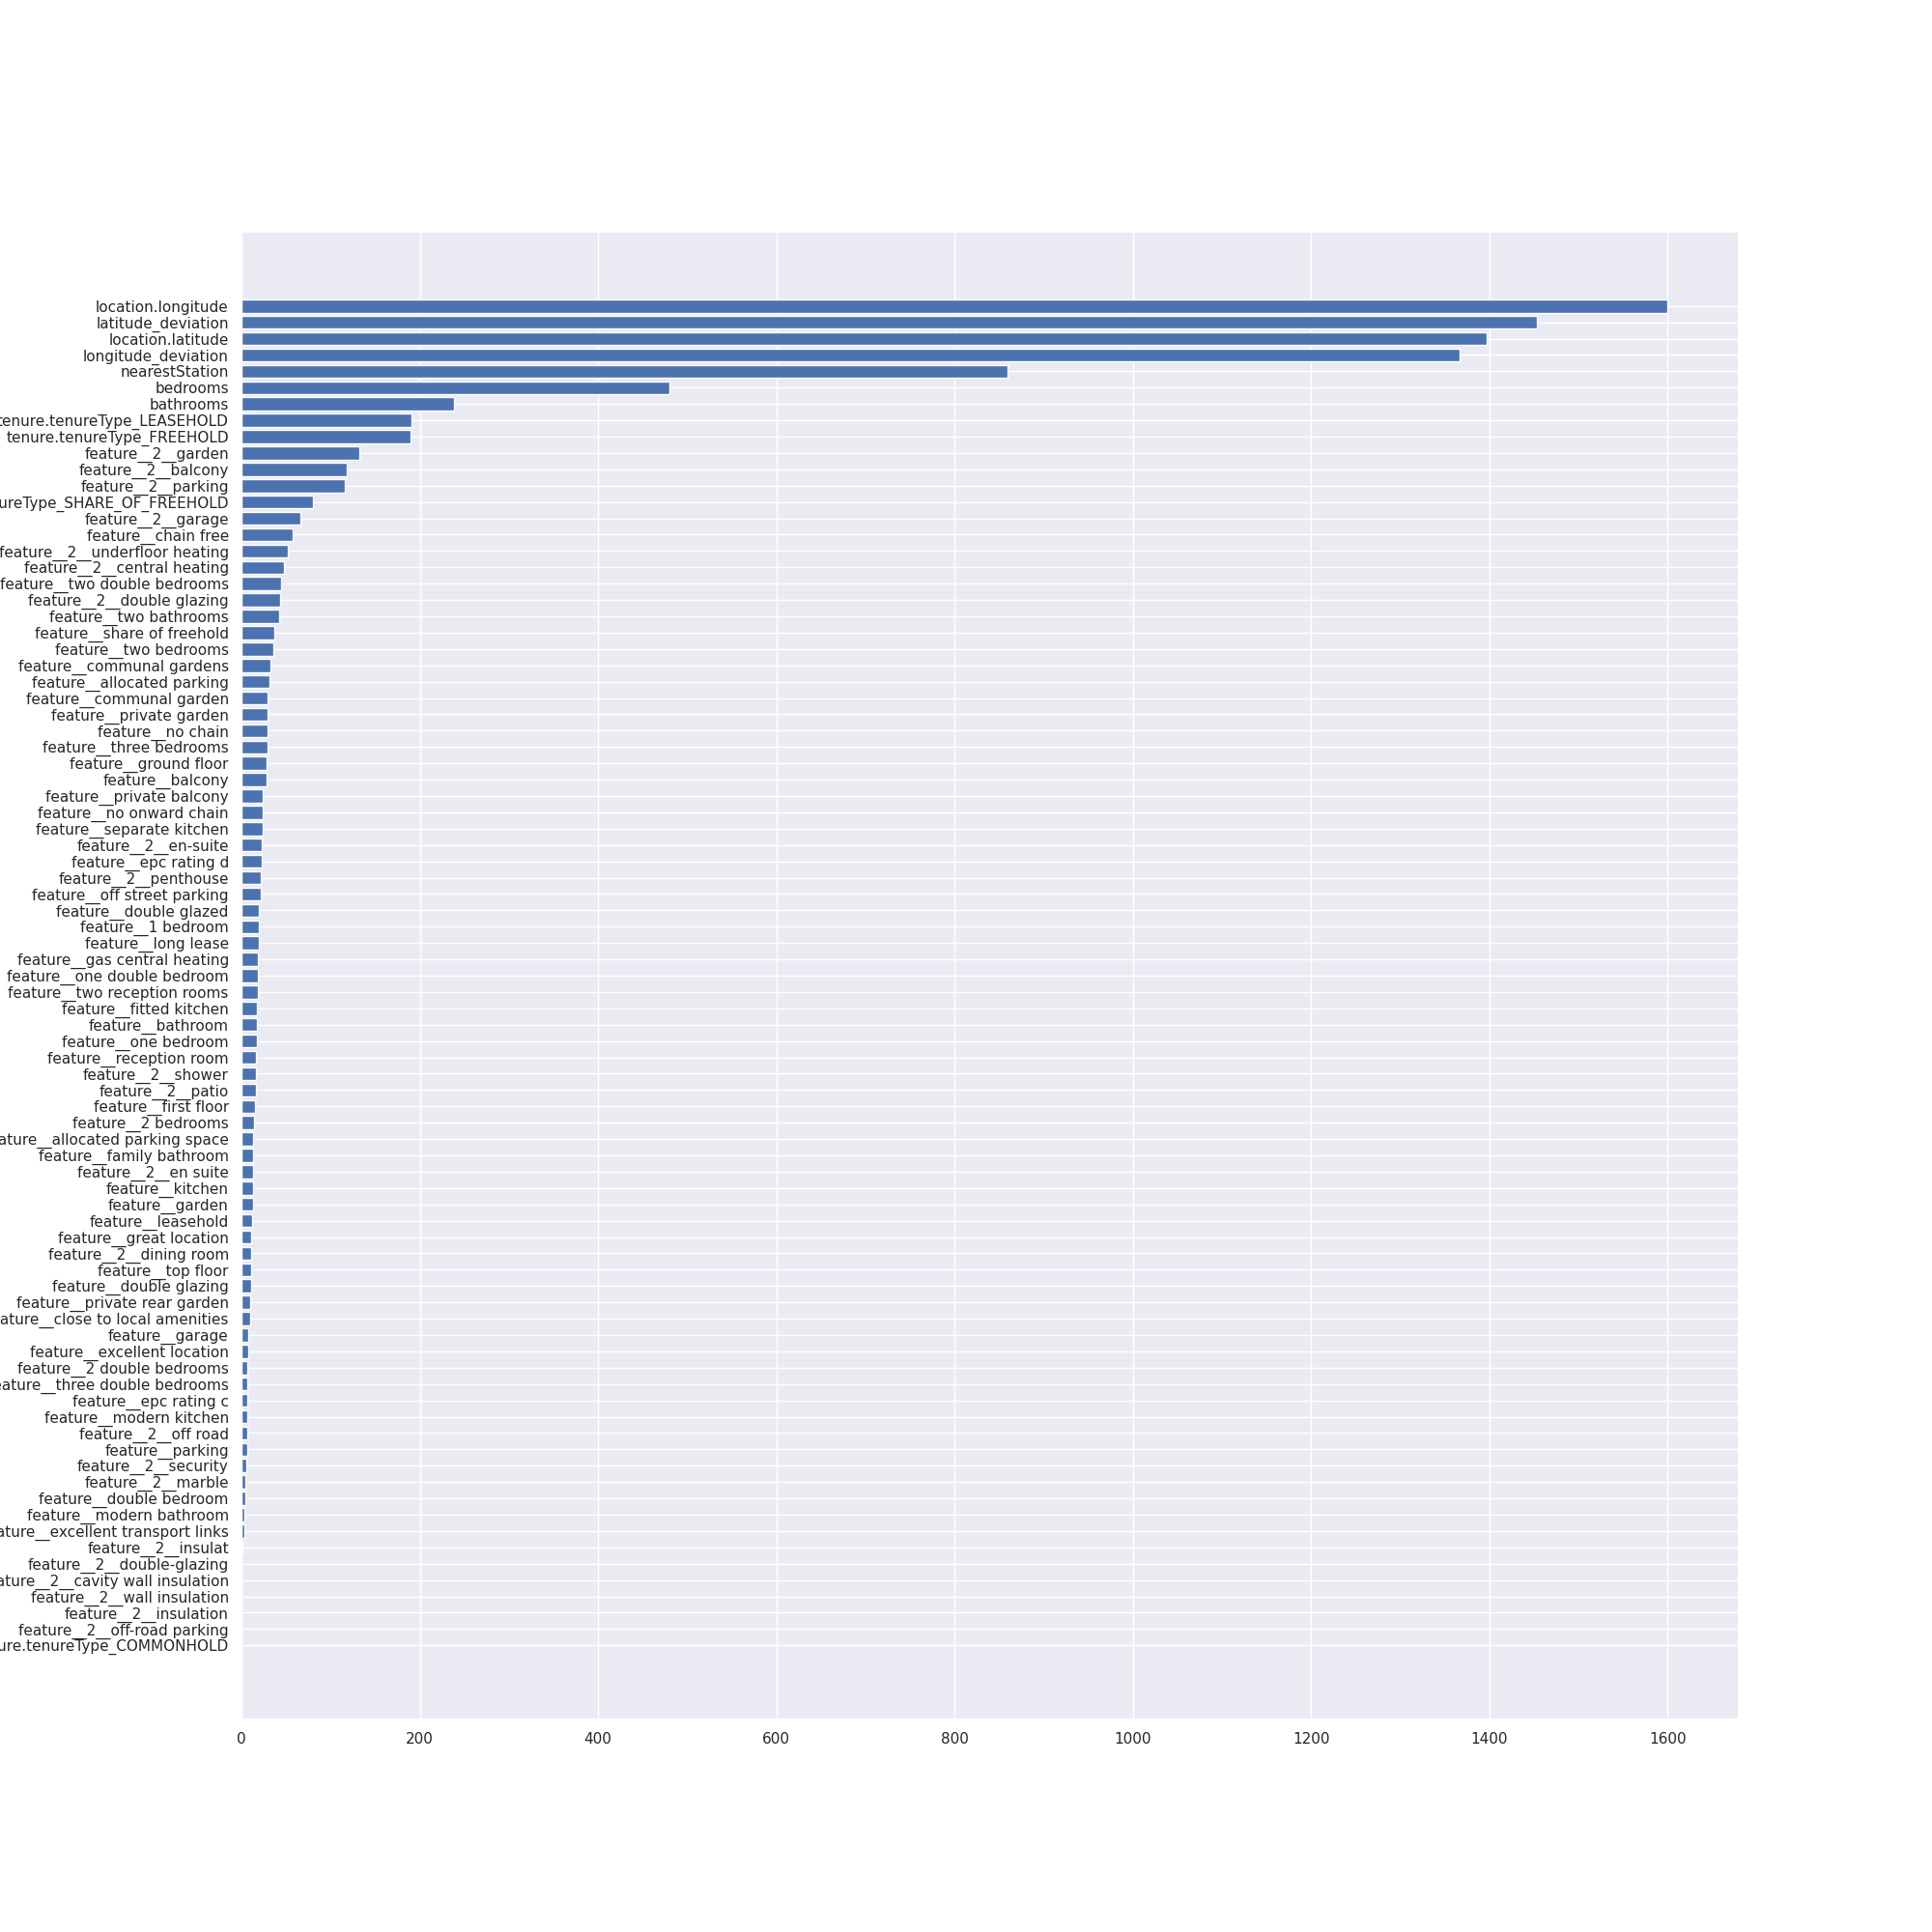 location.longitude
latitude_deviation
location.latitude
longitude_deviation
nearestStation
bedrooms
bathrooms
tenure.tenureType_LEASEHOLD
tenure.tenureType_FREEHOLD
feature__2__garden
feature__2__balcony
feature__2__parking
ureType_SHARE_OF_FREEHOLD
feature__2__garage
feature__chain free
feature__2__underfloor heating
feature__2__central heating
feature__two double bedrooms
feature__2__double glazing
feature__two bathrooms
feature__share of freehold
feature__two bedrooms
feature__communal gardens
feature__allocated parking
feature__communal garden
feature__private garden
feature__no chain
feature__three bedrooms
feature__ground floor
feature__balcony
feature__private balcony
feature__no onward chain
feature__separate kitchen
feature__2__en-suite
feature__epc rating d
feature__2__penthouse
feature__off street parking
feature__double glazed
feature__1 bedroom
feature__long lease
feature__gas central heating
feature__one double bedroom
feature__two reception rooms
feature__fitted kitchen
feature__bathroom
feature__one bedroom
feature__reception room
feature__2__shower
feature__2__patio
feature__first floor
feature__2 bedrooms
ature__allocated parking space
feature__family bathroom
feature__2__en suite
feature__kitchen
feature__garden
feature__leasehold
feature__great location
feature__2__dining room
feature__top floor
feature__double glazing
feature__private rear garden
ature__close to local amenities
feature__garage
feature__excellent location
feature__2 double bedrooms
eature__three double bedrooms
feature__epc rating c
feature__modern kitchen
feature__2__off road
feature__parking
feature__2__security
feature__2__marble
feature__double bedroom
feature__modern bathroom
ature__excellent transport links
feature__2__insulat
feature__2__double-glazing
ature__2__cavity wall insulation
feature__2__wall insulation
feature__2__insulation
feature__2__off-road parking
ure.tenureType_COMMONHOLD
0 200 400 600 800 1000 1200 1400 1600